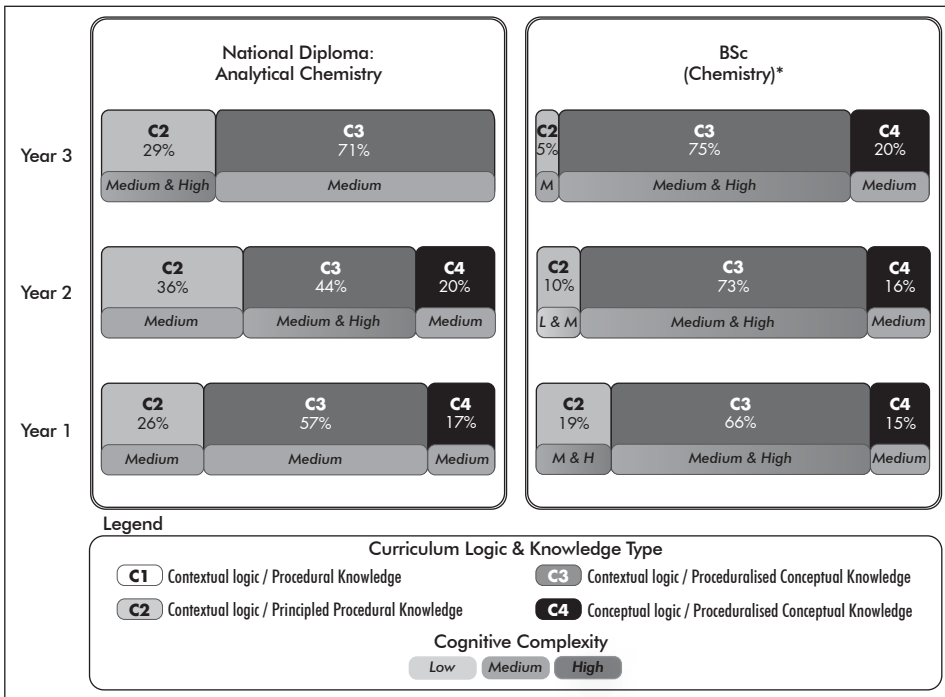 National Diploma:
Analytical Chemistry
BSc
(Chemistry)*
Year 3
C2
29%
Medium & High
C3
71%
Medium
C2
5%
M
C3
75%
Medium & High
C4
20%
Medium
Year 2
C2
36%
Medium
C3
44%
Medium & High
C4
20%
Medium
C2
10%
L & M
C3
73%
Medium & High
C4
16%
Medium
Year 1
C2
26%
Medium
C3
57%
Medium
C4
17%
Medium
C2
19%
M & H
C3
66%
Medium & High
C4
15%
Medium
Legend
Curriculum Logic & Knowledge Type
C1 Contextual logic / Procedural Knowledge
C3 Contextual logic / Proceduralised Conceptual Knowledge
C2 Contextual logic / Principled Procedural Knowledge
C4 Conceptual logic / Proceduralised Conceptual Knowledge
Cognitive Complexity
Low Medium High